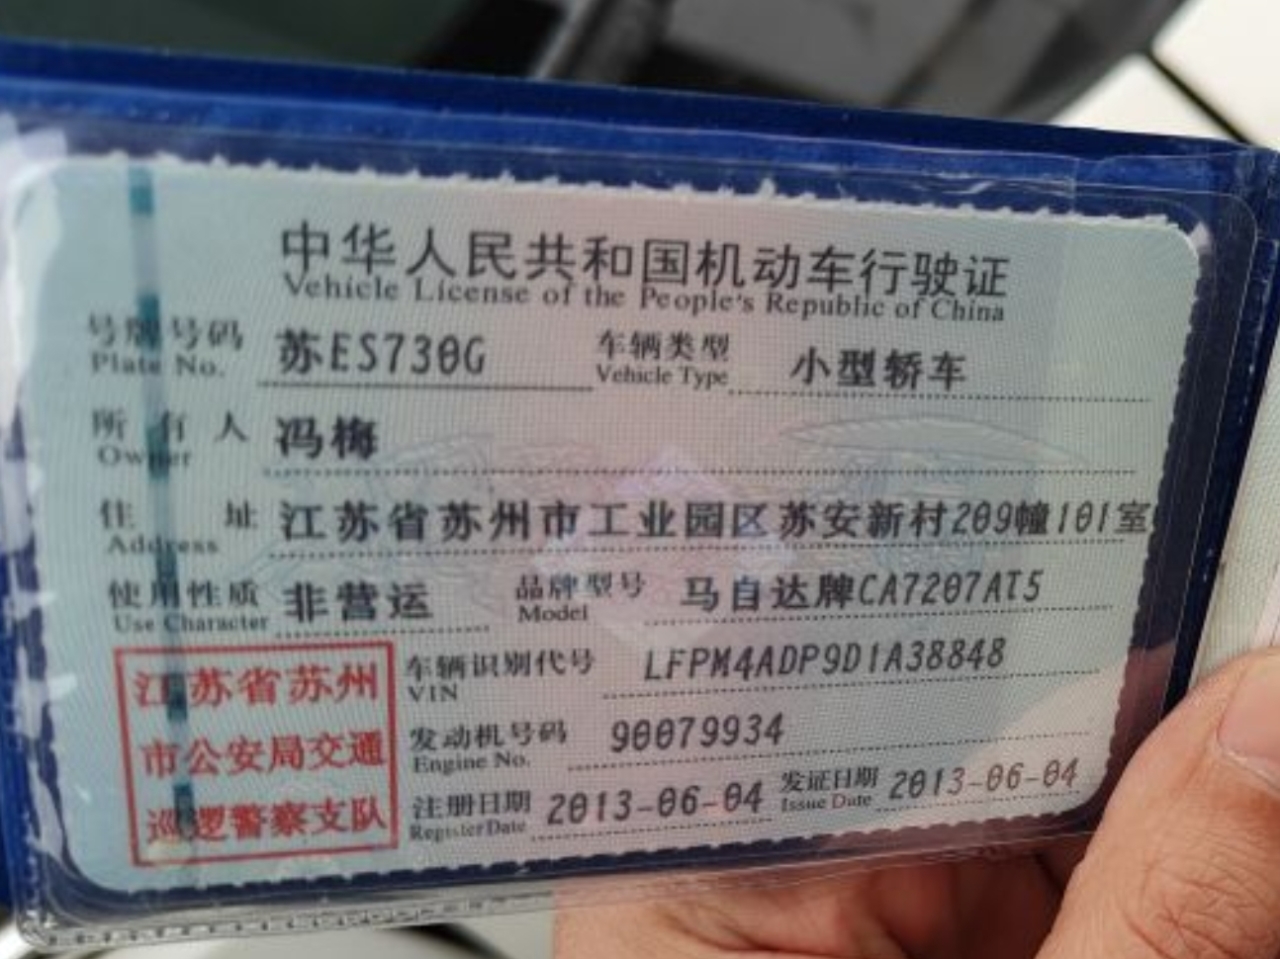 中华人民共和国机动车行驶证
Vehicle License of the People's Republic of China
号牌号码 苏ES730G 车辆类型 小型轿车
Plate No. Vehicle Type
所有人 冯梅
Owner
住址 江苏省苏州市工业园区苏安新村209幢101室
Address
使用性质 非营运 品牌型号 马自达牌CA7207AT5
Use Character Model
江苏省苏州
市公安局交通
巡逻警察支队
车辆识别代号 LFPM4ADP9D1A38848
VIN
发动机号码 90079934
Engine No.
注册日期 2013-06-04 发证日期 2013-06-04
Register Date Issue Date